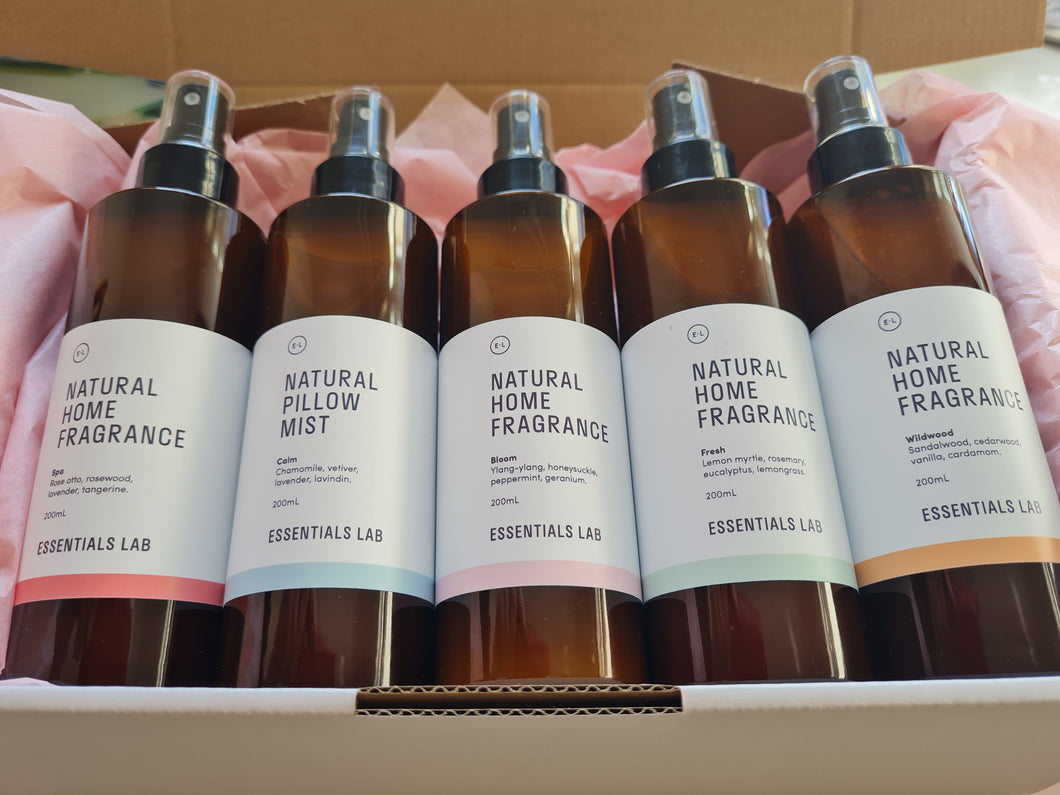 E·L
NATURAL
HOME
FRAGRANCE
Spa
Rose otto, rosewood,
lavender, tangerine.
200mL
ESSENTIALS LAB
E·L
NATURAL
PILLOW
MIST
Calm
Chamomile, vetiver,
lavender, lavindin.
200mL
ESSENTIALS LAB
E·L
NATURAL
HOME
FRAGRANCE
Bloom
Ylang-ylang, honeysuckle,
peppermint, geranium.
200mL
ESSENTIALS LAB
E·L
NATURAL
HOME
FRAGRANCE
Fresh
Lemon myrtle, rosemary,
eucalyptus, lemongrass.
200mL
ESSENTIALS LAB
E·L
NATURAL
HOME
FRAGRANCE
Wildwood
Sandalwood, cedarwood,
vanilla, cardamom.
200mL
ESSENTIALS LAB